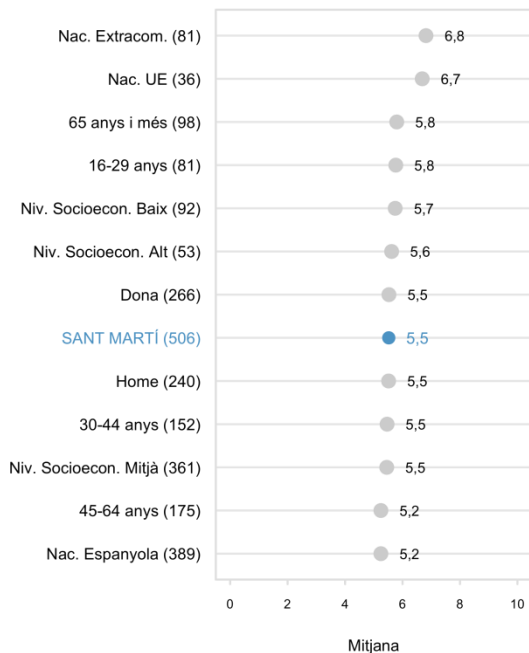 Nac. Extracom. (81) 6,8
Nac. UE (36) 6,7
65 anys i més (98) 5,8
16-29 anys (81) 5,8
Niv. Socioecon. Baix (92) 5,7
Niv. Socioecon. Alt (53) 5,6
Dona (266) 5,5
SANT MARTÍ (506) 5,5
Home (240) 5,5
30-44 anys (152) 5,5
Niv. Socioecon. Mitjà (361) 5,5
45-64 anys (175) 5,2
Nac. Espanyola (389) 5,2
0 2 4 6 8 10
Mitjana